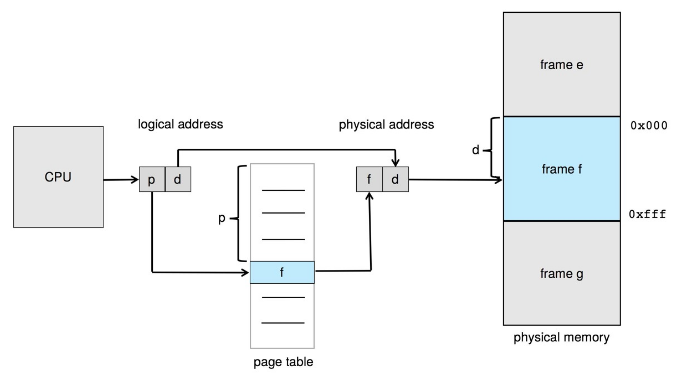 frame e
logical address
physical address
0x000
d
CPU
p d
f d
frame f
p
0xfff
f
frame g
physical memory
page table